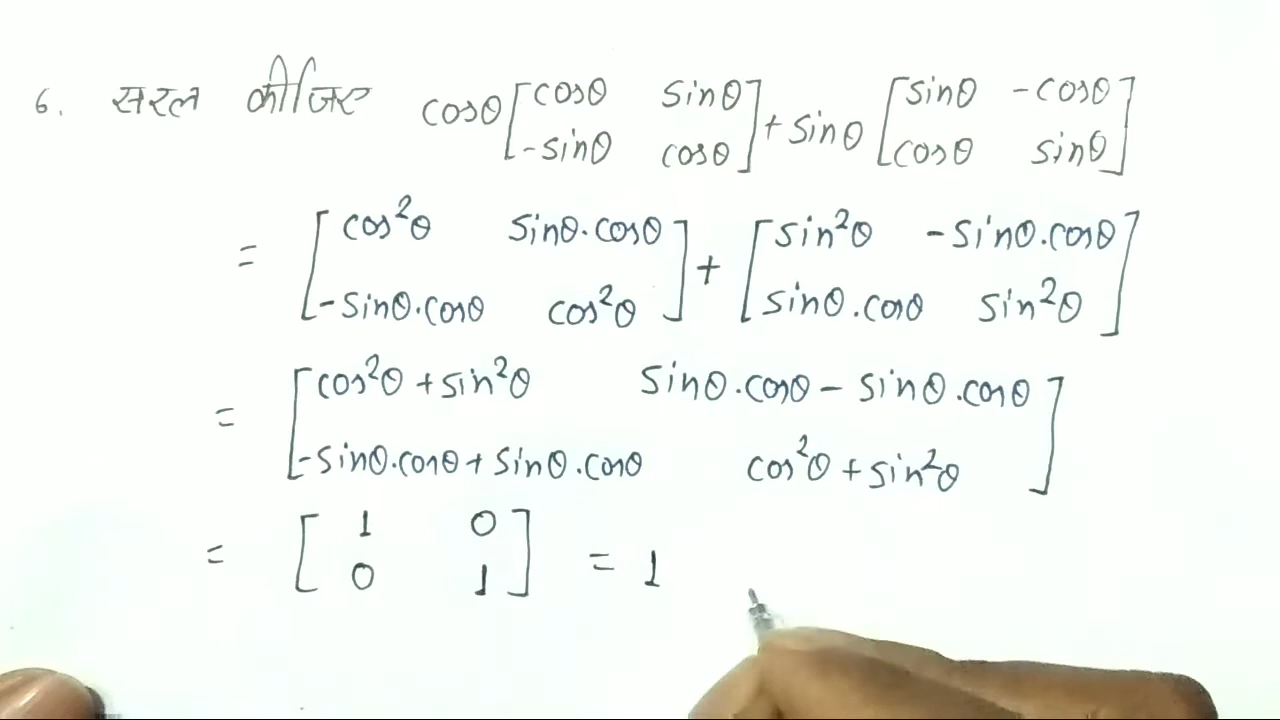 6. सरल कीजिए cosθ [cosθ sinθ -sinθ cosθ] + sinθ [sinθ -cosθ cosθ sinθ]
= [cos²θ sinθ.cosθ -sinθ.cosθ cos²θ] + [sin²θ -sinθ.cosθ sinθ.cosθ sin²θ]
= [cos²θ + sin²θ sinθ.cosθ - sinθ.cosθ -sinθ.cosθ + sinθ.cosθ cos²θ + sin²θ]
= [1 0 0 1] = 1